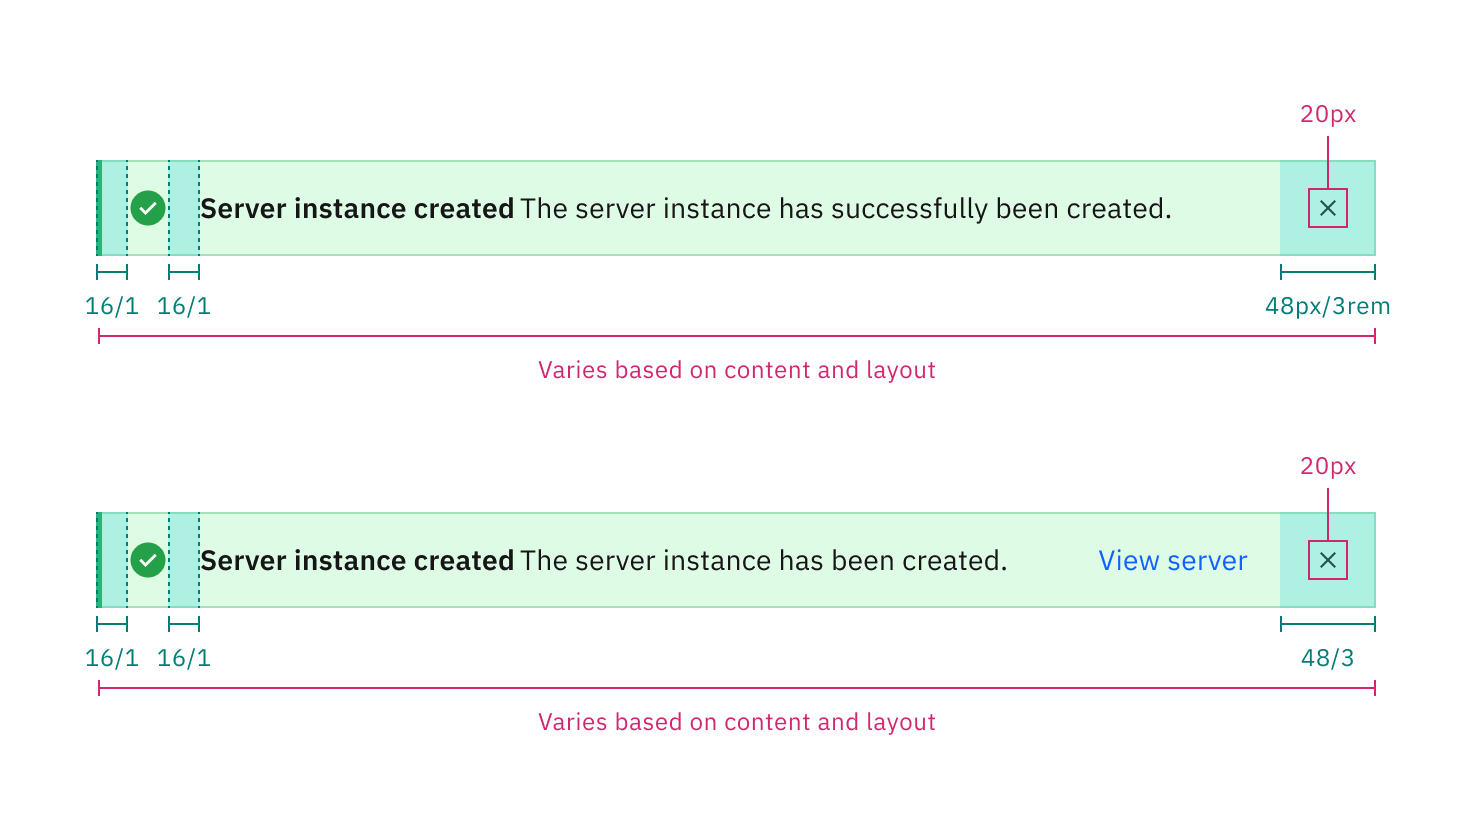 20px
Server instance created The server instance has successfully been created.
16/1 16/1 48px/3rem
Varies based on content and layout
20px
Server instance created The server instance has been created. View server
16/1 16/1 48/3
Varies based on content and layout